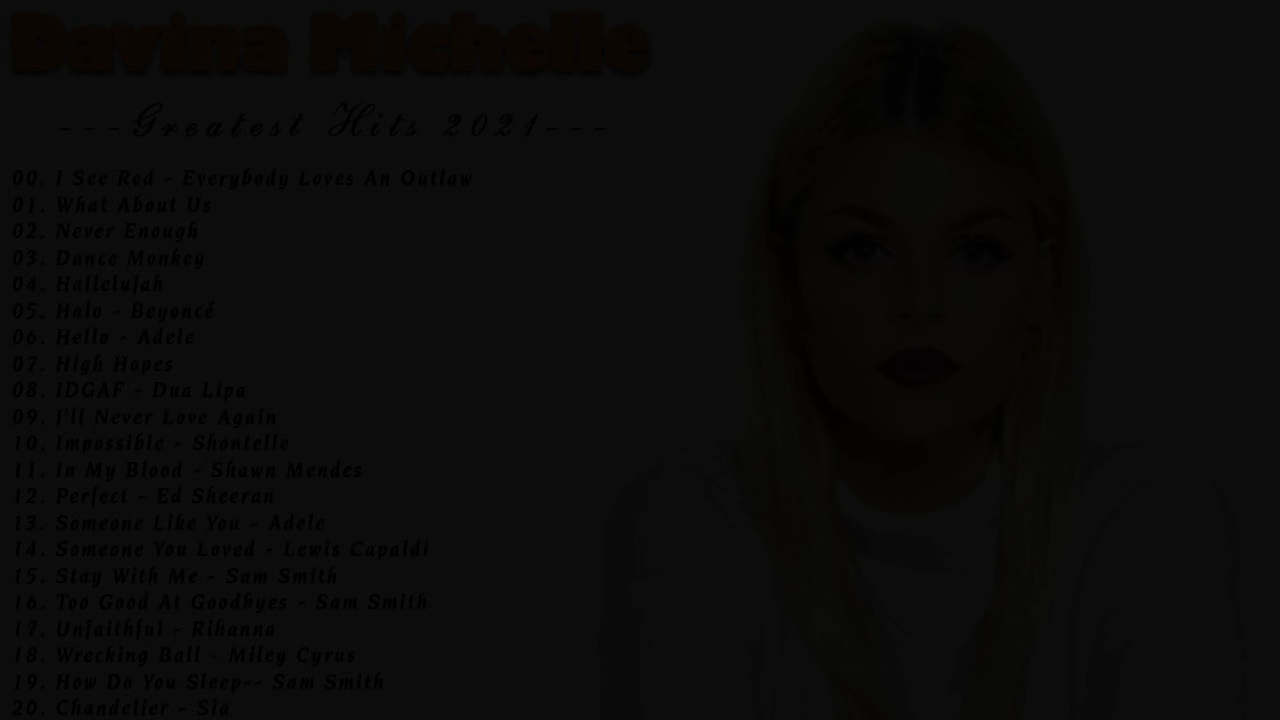 Davina Michelle
---Greatest Hits 2021---
00. I See Red - Everybody Loves An Outlaw
01. What About Us
02. Never Enough
03. Dance Monkey
04. Hallelujah
05. Halo - Beyoncé
06. Hello - Adele
07. High Hopes
08. IDGAF - Dua Lipa
09. I'll Never Love Again
10. Impossible - Shontelle
11. In My Blood - Shawn Mendes
12. Perfect - Ed Sheeran
13. Someone Like You - Adele
14. Someone You Loved - Lewis Capaldi
15. Stay With Me - Sam Smith
16. Too Good At Goodbyes - Sam Smith
17. Unfaithful - Rihanna
18. Wrecking Ball - Miley Cyrus
19. How Do You Sleep-- Sam Smith
20. Chandelier - Sia